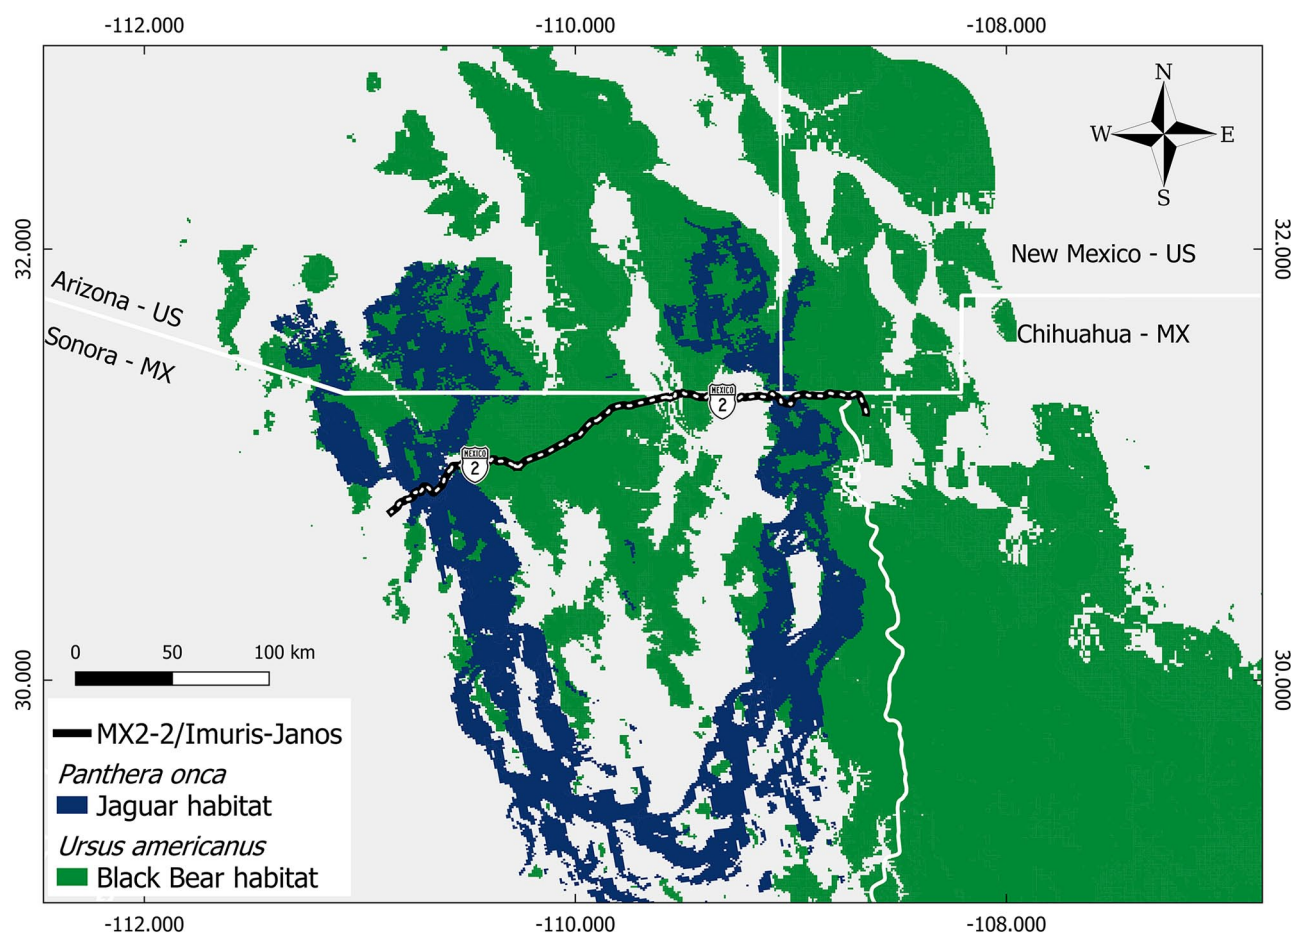 -112.000
-110.000
-108.000
N
W
E
S
32.000
32.000
New Mexico - US
Arizona - US
Sonora - MX
Chihuahua - MX
MEXICO
2
MEXICO
2
0
50
100 km
30.000
30.000
MX2-2/Imuris-Janos
Panthera onca
Jaguar habitat
Ursus americanus
Black Bear habitat
-112.000
-110.000
-108.000